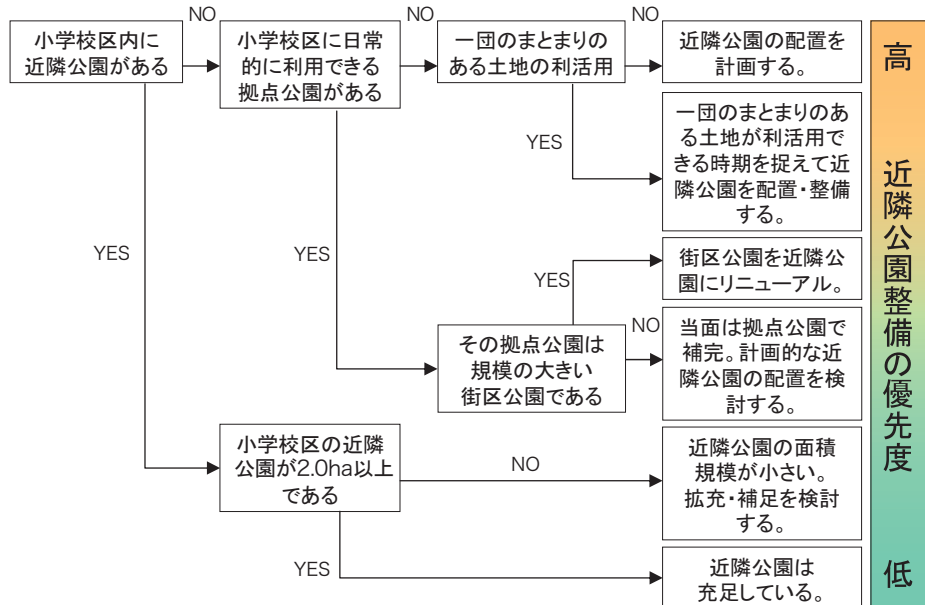 NO
NO
NO
小学校区内に
近隣公園がある
小学校区に日常
的に利用できる
拠点公園がある
一団のまとまりの
ある土地の利活用
近隣公園の配置を
計画する。
YES
一団のまとまりのあ
る土地が利活用で
きる時期を捉えて近
隣公園を配置・整備
する。
YES
YES
YES
街区公園を近隣公
園にリニューアル。
その拠点公園は
規模の大きい
街区公園である
NO
当面は拠点公園で
補完。計画的な近
隣公園の配置を検
討する。
小学校区の近隣
公園が2.0ha以上
である
NO
近隣公園の面積
規模が小さい。
拡充・補足を検討
する。
YES
近隣公園は
充足している。
高
近隣公園整備の優先度
低